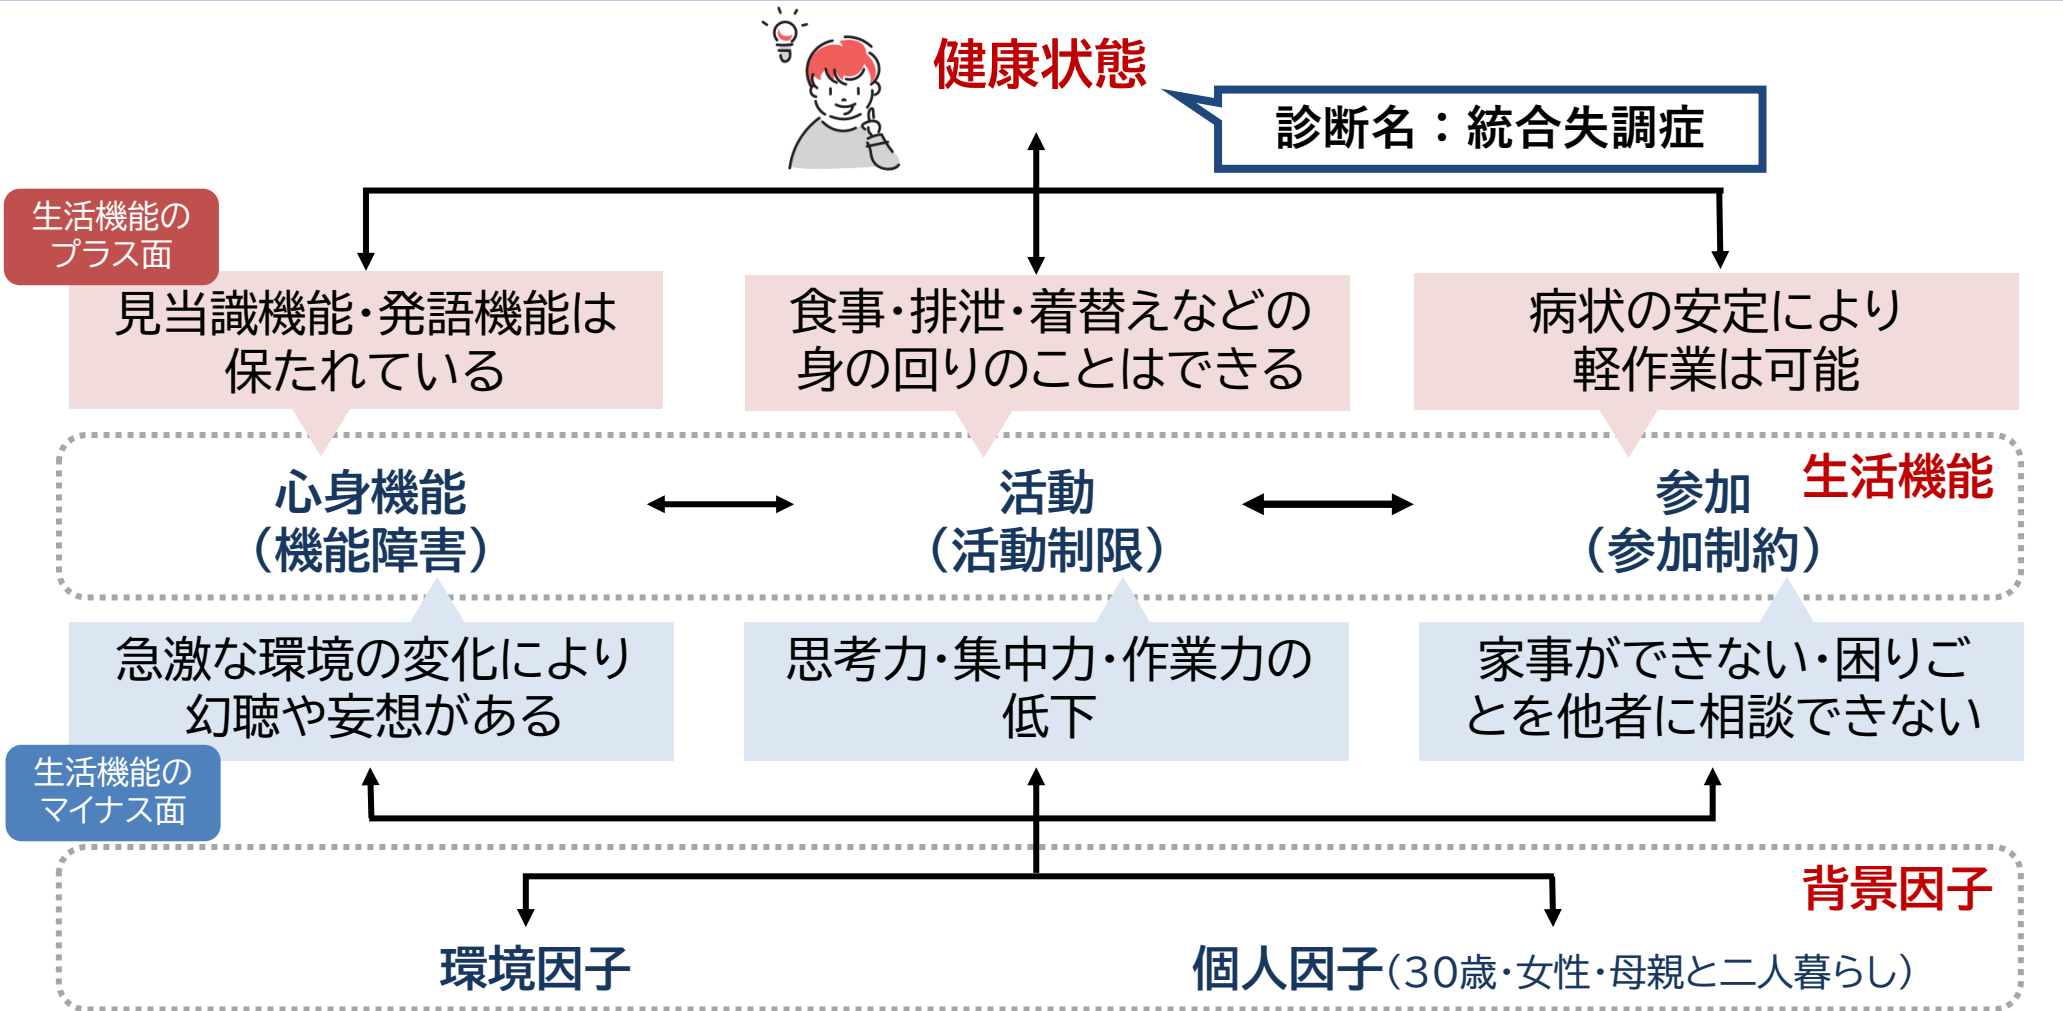 健康状態
診断名：統合失調症
生活機能の
プラス面
見当識機能・発語機能は
保たれている
食事・排泄・着替えなどの
身の回りのことはできる
病状の安定により
軽作業は可能
生活機能
心身機能
（機能障害）
活動
（活動制限）
参加
（参加制約）
急激な環境の変化により
幻聴や妄想がある
思考力・集中力・作業力の
低下
家事ができない・困りご
とを他者に相談できない
生活機能の
マイナス面
背景因子
環境因子
個人因子（30歳・女性・母親と二人暮らし）